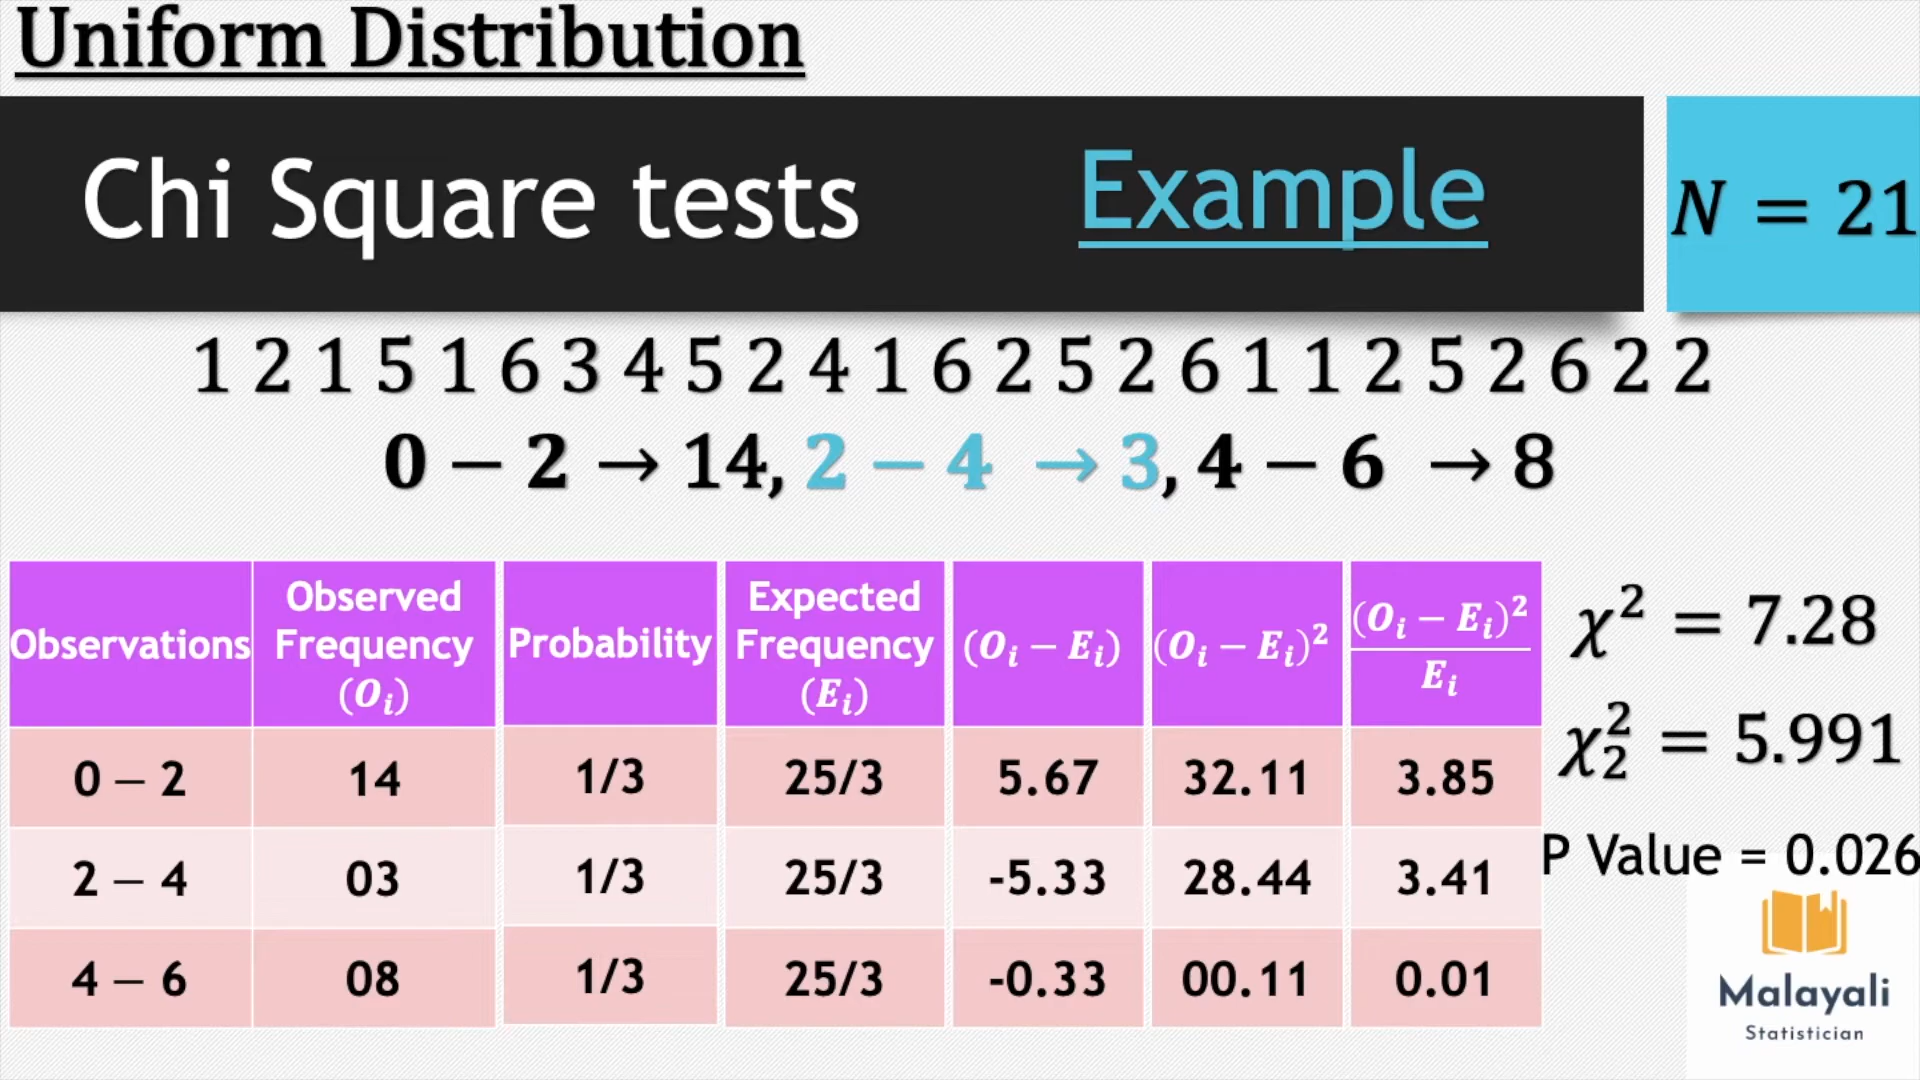 Uniform Distribution
Chi Square tests
Example
N = 21
1 2 1 5 1 6 3 4 5 2 4 1 6 2 5 2 6 1 1 2 5 2 6 2 2
0 − 2 → 14, 2 − 4 → 3, 4 − 6 → 8
Observations | Observed Frequency (Oᵢ) | Probability | Expected Frequency (Eᵢ) | (Oᵢ − Eᵢ) | (Oᵢ − Eᵢ)² | (Oᵢ − Eᵢ)² / Eᵢ
0 − 2 | 14 | 1/3 | 25/3 | 5.67 | 32.11 | 3.85
2 − 4 | 03 | 1/3 | 25/3 | -5.33 | 28.44 | 3.41
4 − 6 | 08 | 1/3 | 25/3 | -0.33 | 00.11 | 0.01
χ² = 7.28
χ₂² = 5.991
P Value = 0.026
Malayali
Statistician